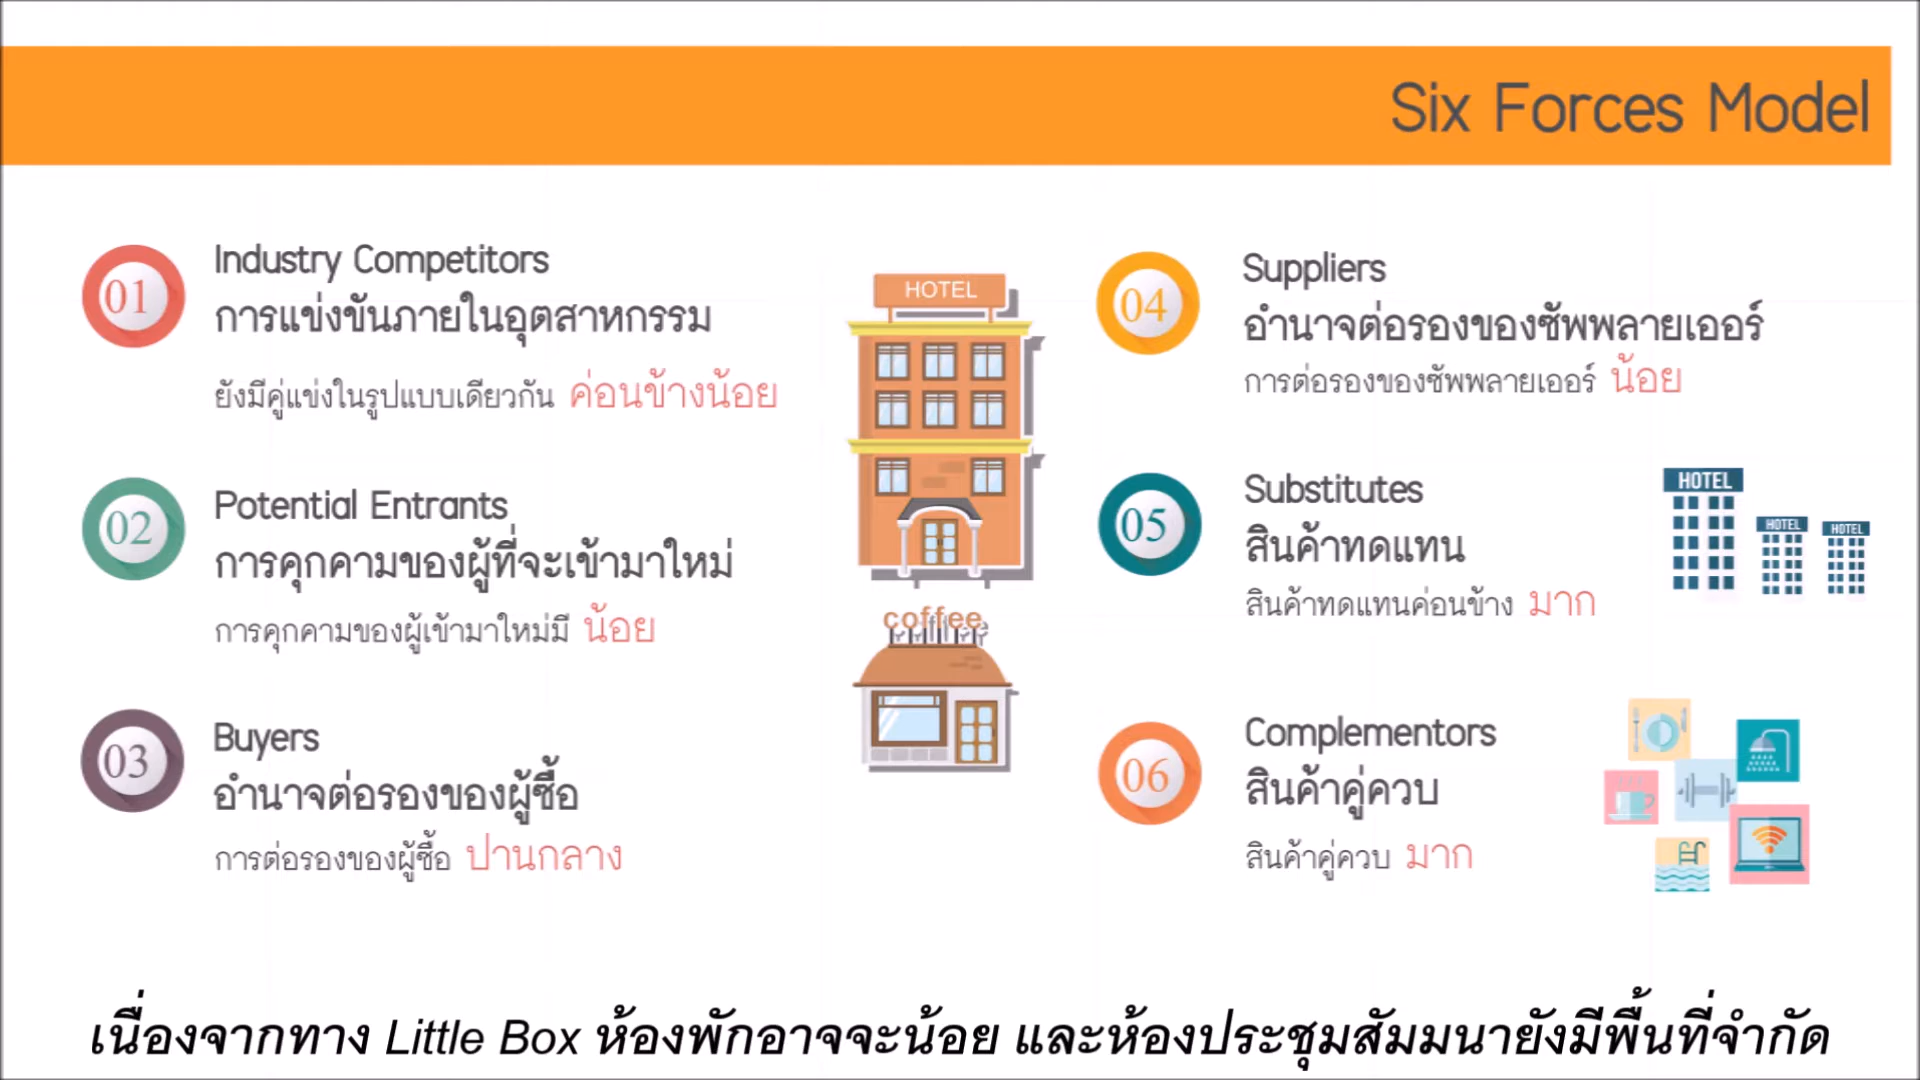 Six Forces Model
01
Industry Competitors
การแข่งขันภายในอุตสาหกรรม
ยังมีคู่แข่งในรูปแบบเดียวกัน ค่อนข้างน้อย
02
Potential Entrants
การคุกคามของผู้ที่จะเข้ามาใหม่
การคุกคามของผู้เข้ามาใหม่มี น้อย
03
Buyers
อำนาจต่อรองของผู้ซื้อ
การต่อรองของผู้ซื้อ ปานกลาง
HOTEL
coffee
04
Suppliers
อำนาจต่อรองของซัพพลายเออร์
การต่อรองของซัพพลายเออร์ น้อย
05
Substitutes
สินค้าทดแทน
สินค้าทดแทนค่อนข้าง มาก
HOTEL
HOTEL
HOTEL
06
Complementors
สินค้าคู่ควบ
สินค้าคู่ควบ มาก
เนื่องจากทาง Little Box ห้องพักอาจจะน้อย และห้องประชุมสัมมนายังมีพื้นที่จำกัด